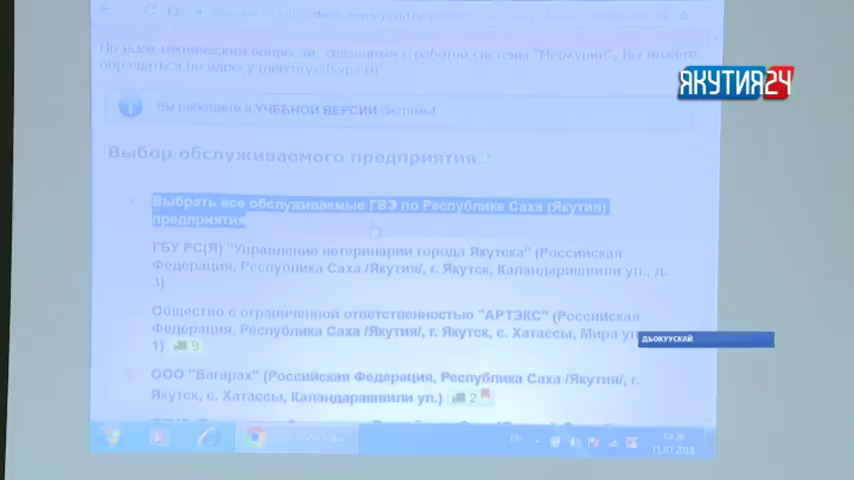 По всем техническим вопросам, связанным с работой системы "Меркурий", Вы можете
обращаться по адресу
ЯКУТИЯ24
Вы работаете в УЧЕБНОЙ ВЕРСИИ системы!
Выбор обслуживаемого предприятия
Выбрать все обслуживаемые ГВЭ по Республике Саха (Якутия)
предприятия
ГБУ РС(Я) "Управление ветеринарии города Якутска" (Российская
Федерация, Республика Саха /Якутия/, г. Якутск, Каландаришвили ул., д.
3)
Общество с ограниченной ответственностью "АРТЭКС" (Российская
Федерация, Республика Саха /Якутия/, г. Якутск, с. Хатассы, Мира ул
1) 9
ДЬОКУУСКАЙ
ООО "Багарах" (Российская Федерация, Республика Саха /Якутия/, г.
Якутск, с. Хатассы, Каландарашвили ул.) 2
EN
10:26
11.07.2018